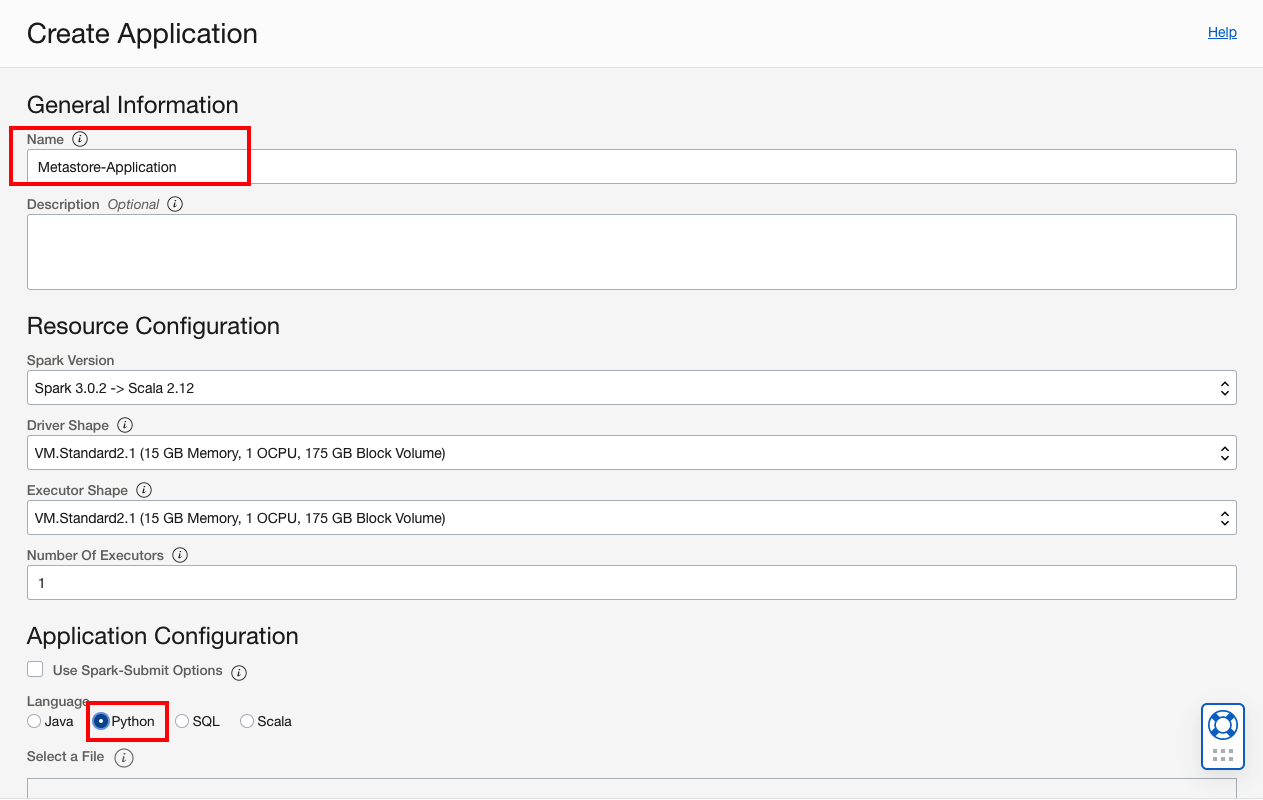 Create Application
Help
General Information
Name i
Metastore-Application
Description Optional i
Resource Configuration
Spark Version
Spark 3.0.2 -> Scala 2.12
Driver Shape i
VM.Standard2.1 (15 GB Memory, 1 OCPU, 175 GB Block Volume)
Executor Shape i
VM.Standard2.1 (15 GB Memory, 1 OCPU, 175 GB Block Volume)
Number Of Executors i
1
Application Configuration
Use Spark-Submit Options i
Language
Java Python SQL Scala
Select a File i